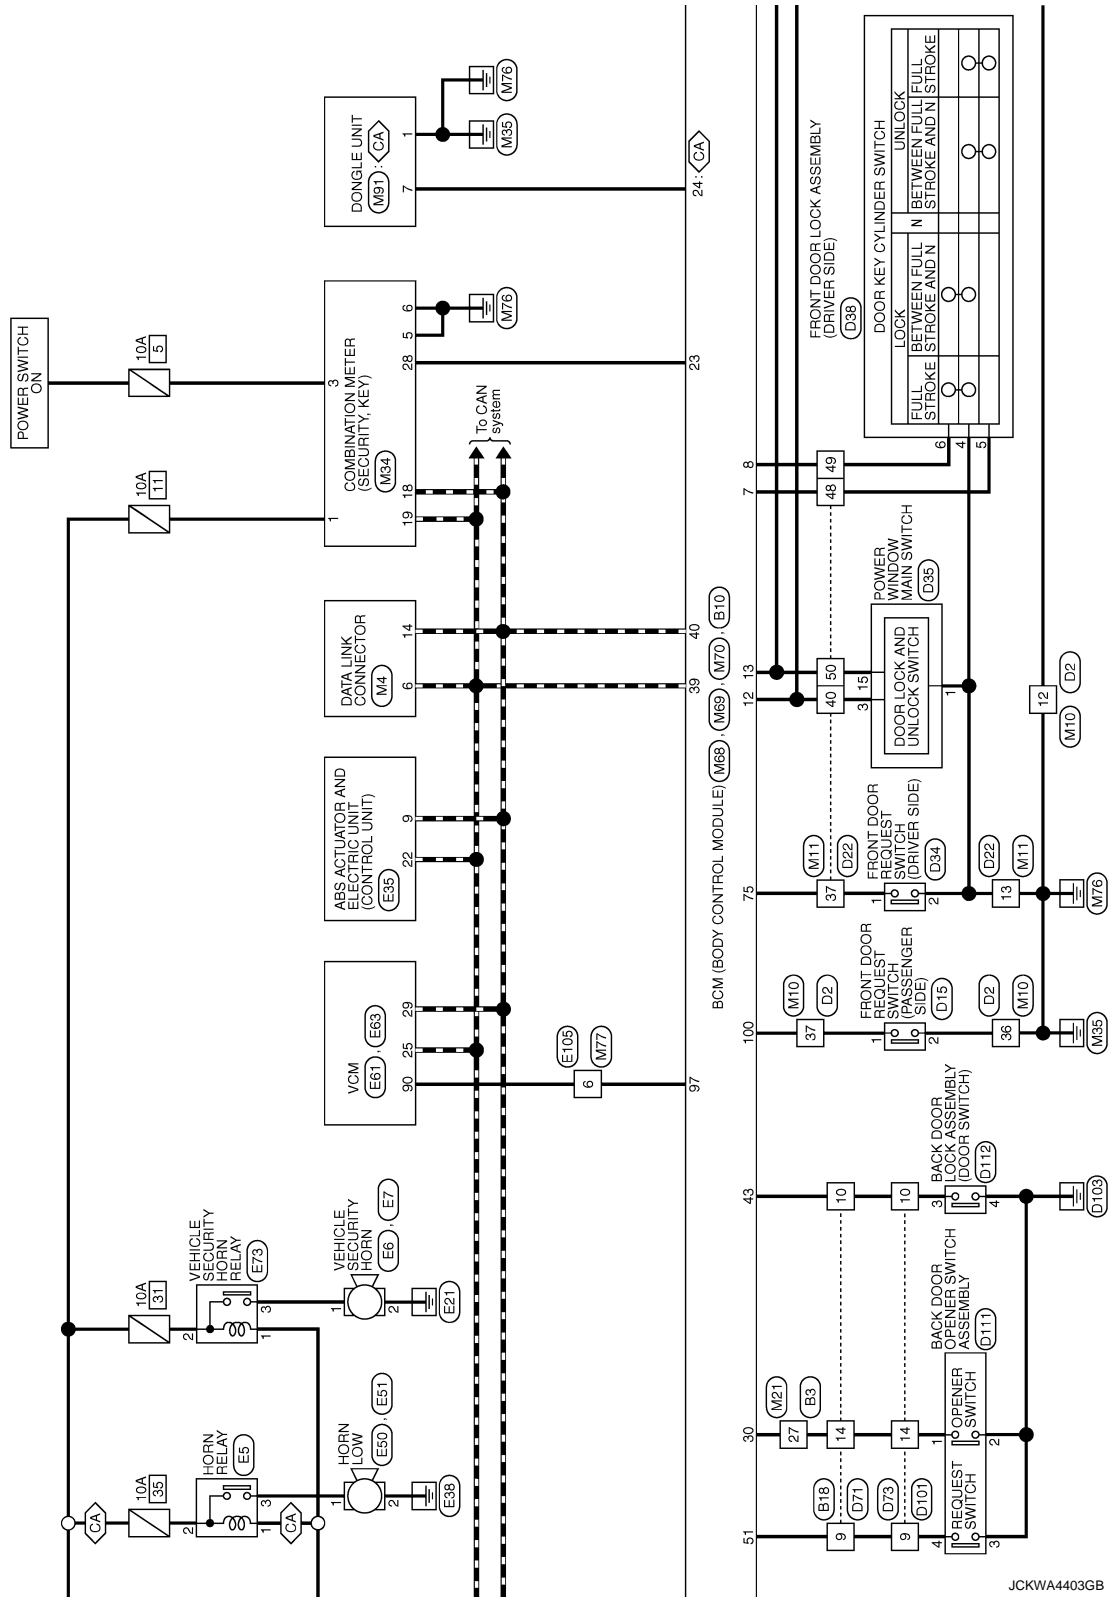 POWER SWITCH
ON
10A
5
10A
11
10A
31
CA
10A
35
HORN
RELAY
E5
2
1
3
CA
VEHICLE
SECURITY
HORN
RELAY
E73
2
1
3
HORN
LOW
E50 , E51
1
2
E38
VEHICLE
SECURITY
HORN
E6 , E7
1
2
E21
VCM
E61 , E63
90
25
29
E105
M77
6
97
ABS ACTUATOR AND
ELECTRIC UNIT
(CONTROL UNIT)
E35
22
9
DATA LINK
CONNECTOR
M4
6
14
39
40
COMBINATION METER
(SECURITY, KEY)
M34
1
3
19
18
28
5
6
M76
23
To CAN
system
DONGLE UNIT
M91 : CA
7
1
M35
M76
24 : CA
BCM (BODY CONTROL MODULE) M68 , M69 , M70 , B10
51
30
43
100
75
12
13
7
8
B18
D71
9
D73
D101
9
M21
B3
27
14
14
10
10
BACK DOOR
OPENER SWITCH
ASSEMBLY
D111
REQUEST
SWITCH
OPENER
SWITCH
4
3
1
2
BACK DOOR
LOCK ASSEMBLY
(DOOR SWITCH)
D112
3
4
D103
M10
D2
37
FRONT DOOR
REQUEST
SWITCH
(PASSENGER
SIDE)
D15
1
2
D2
M10
36
M35
M11
D22
37
FRONT DOOR
REQUEST
SWITCH
(DRIVER SIDE)
D34
1
2
D22
M11
13
M76
40
50
3
15
POWER
WINDOW
MAIN SWITCH
D35
DOOR LOCK AND
UNLOCK SWITCH
1
12
M10
D2
48
49
FRONT DOOR LOCK ASSEMBLY
(DRIVER SIDE)
D38
6
4
5
DOOR KEY CYLINDER SWITCH
LOCK
N
UNLOCK
FULL
STROKE
BETWEEN FULL
STROKE AND N
BETWEEN FULL
STROKE AND N
FULL
STROKE
JCKWA4403GB